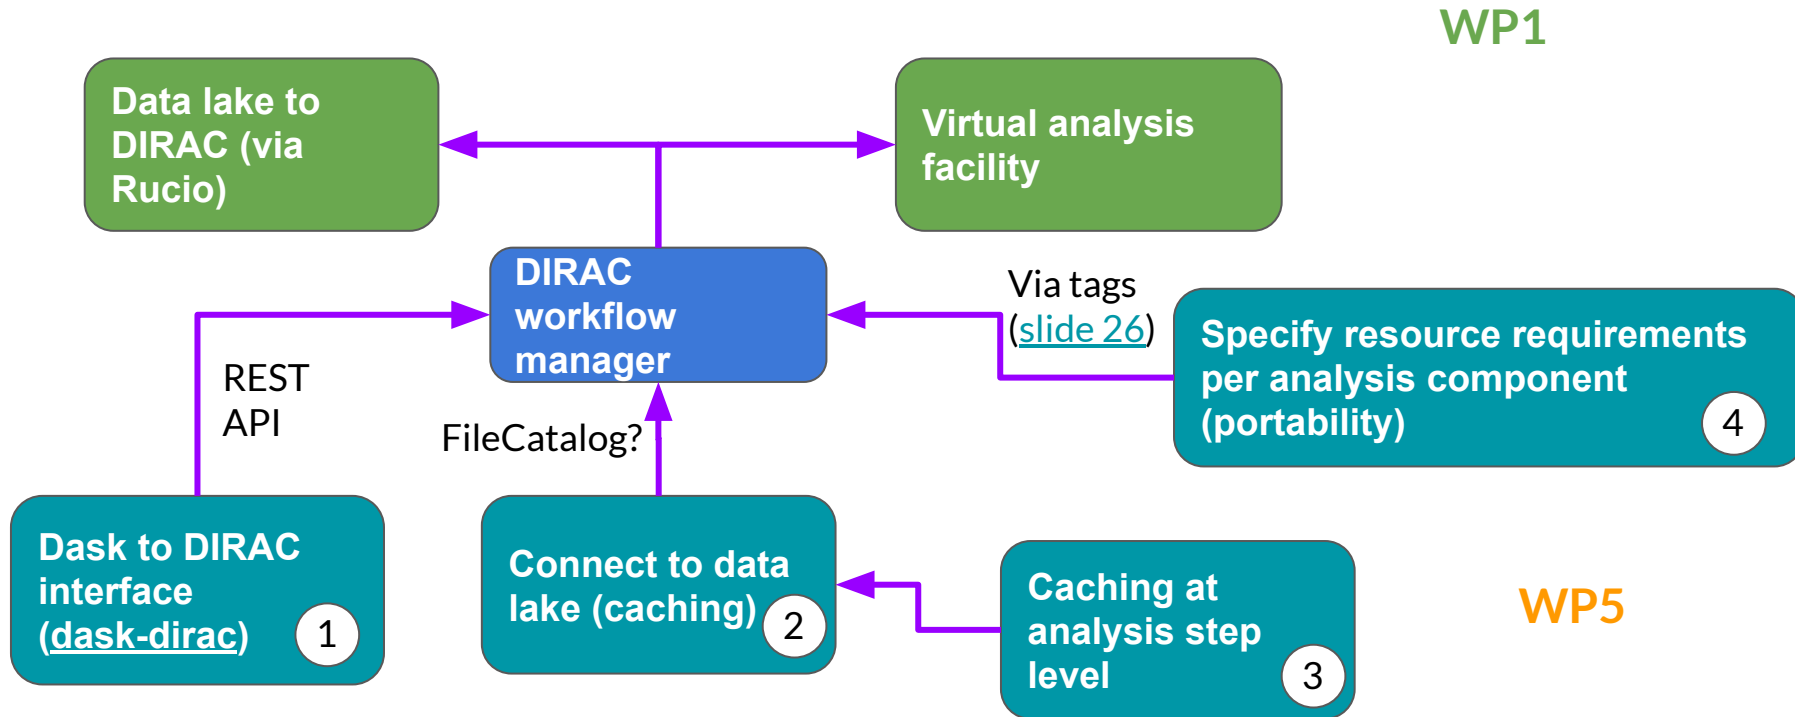 WP1
Data lake to
DIRAC (via
Rucio)
Virtual analysis
facility
DIRAC
workflow
manager
Via tags
(slide 26)
Specify resource requirements
per analysis component
(portability)
4
REST
API
FileCatalog?
Dask to DIRAC
interface
(dask-dirac)
1
Connect to data
lake (caching)
2
Caching at
analysis step
level
3
WP5